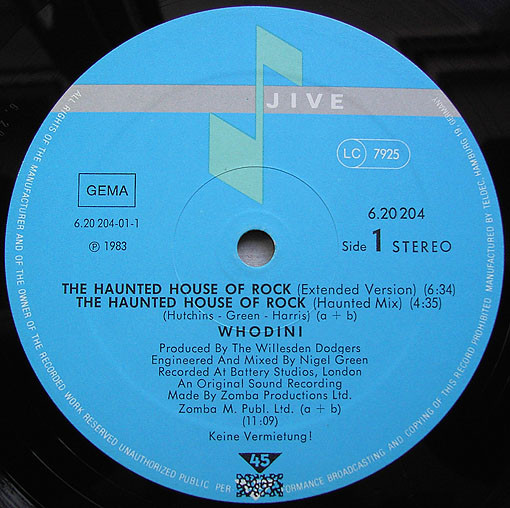 JIVE
LC 7925
GEMA
6.20 204-01-1
℗ 1983
6.20 204
Side 1 STEREO
THE HAUNTED HOUSE OF ROCK (Extended Version) (6:34)
THE HAUNTED HOUSE OF ROCK (Haunted Mix) (4:35)
(Hutchins - Green - Harris) (a + b)
WHODINI
Produced By The Willesden Dodgers
Engineered And Mixed By Nigel Green
Recorded At Battery Studios, London
An Original Sound Recording
Made By Zomba Productions Ltd.
Zomba M. Publ. Ltd. (a + b)
(11:09)
Keine Vermietung!
45
ALL RIGHTS OF THE MANUFACTURER AND OF THE OWNER OF THE RECORDED WORK RESERVED UNAUTHORIZED PUBLIC PER FORMANCE BROADCASTING AND COPYING OF THIS RECORD PROHIBITED MANUFACTURED BY TELDEC, HAMBURG 19 GERMANY